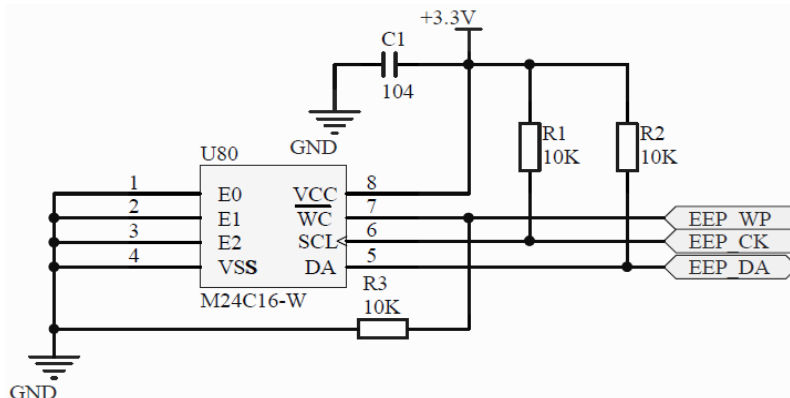 +3.3V
C1
104
GND
R1
10K
R2
10K
U80
1
2
3
4
E0
E1
E2
VSS
VCC
WC
SCL
DA
8
7
6
5
EEP_WP
EEP_CK
EEP_DA
M24C16-W
R3
10K
GND